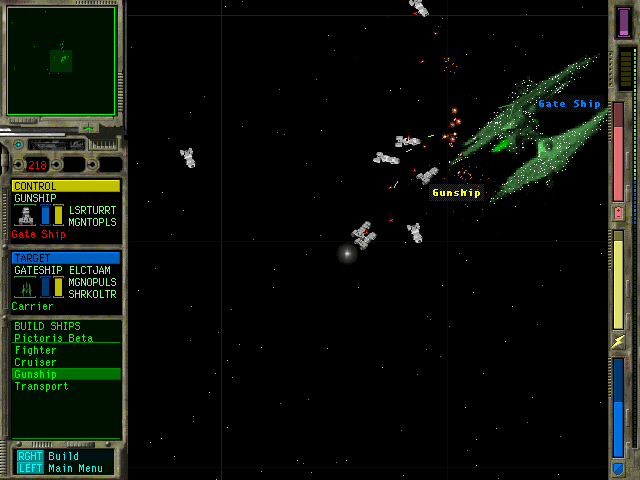 218
CONTROL
GUNSHIP
LSRTURRT
MGNTOPLS
Gate Ship
TARGET
GATESHIP ELCTJAM
MGNOPULS
SHRKOLTR
Carrier
BUILD SHIPS
Pictoris Beta
Fighter
Cruiser
Gunship
Transport
RGHT Build
LEFT Main Menu
Gate Ship
Gunship